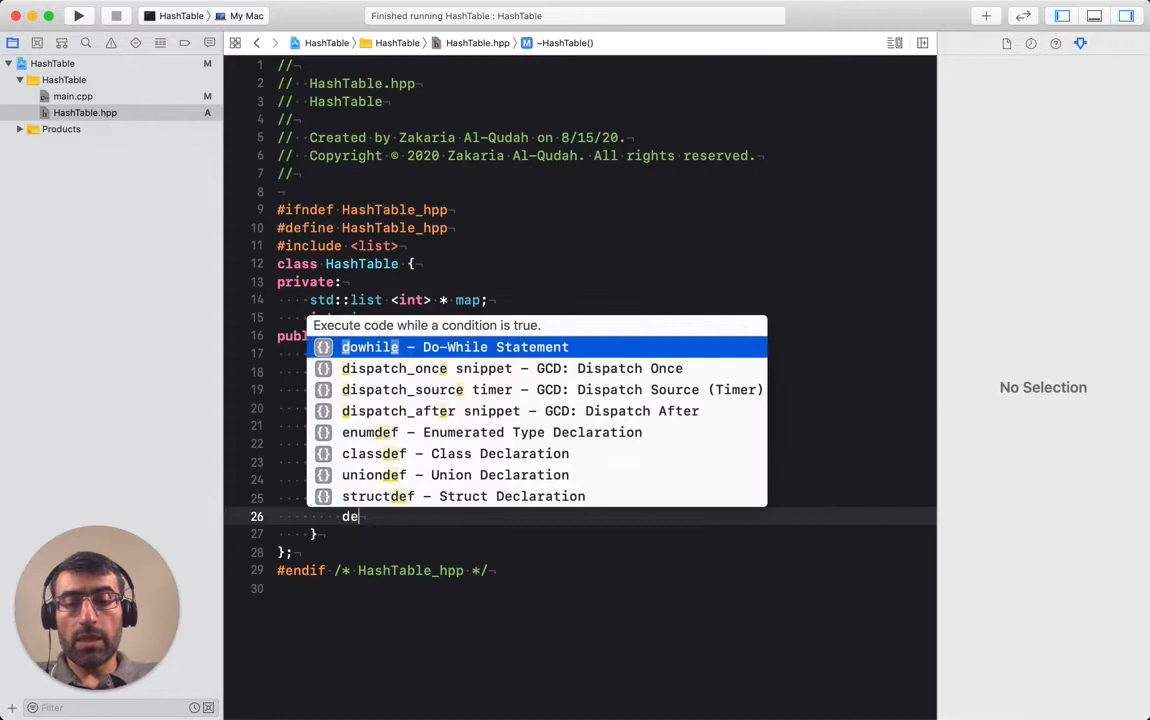 HashTable 〉 My Mac
Finished running HashTable : HashTable
HashTable 〉 HashTable 〉 HashTable.hpp 〉 M ~HashTable()
HashTable M
HashTable
main.cpp M
HashTable.hpp A
Products
1 //
2 // HashTable.hpp
3 // HashTable
4 //
5 // Created by Zakaria Al-Qudah on 8/15/20.
6 // Copyright © 2020 Zakaria Al-Qudah. All rights reserved.
7 //
8
9 #ifndef HashTable_hpp
10 #define HashTable_hpp
11 #include <list>
12 class HashTable {
13 private:
14 std::list <int> * map;
15
16 publ
17
18
19
20
21
22
23
24
25
Execute code while a condition is true.
{} dowhile – Do-While Statement
{} dispatch_once snippet – GCD: Dispatch Once
{} dispatch_source timer – GCD: Dispatch Source (Timer)
{} dispatch_after snippet – GCD: Dispatch After
{} enumdef – Enumerated Type Declaration
{} classdef – Class Declaration
{} uniondef – Union Declaration
{} structdef – Struct Declaration
26 de
27 }
28 };
29 #endif /* HashTable_hpp */
30
No Selection
Filter